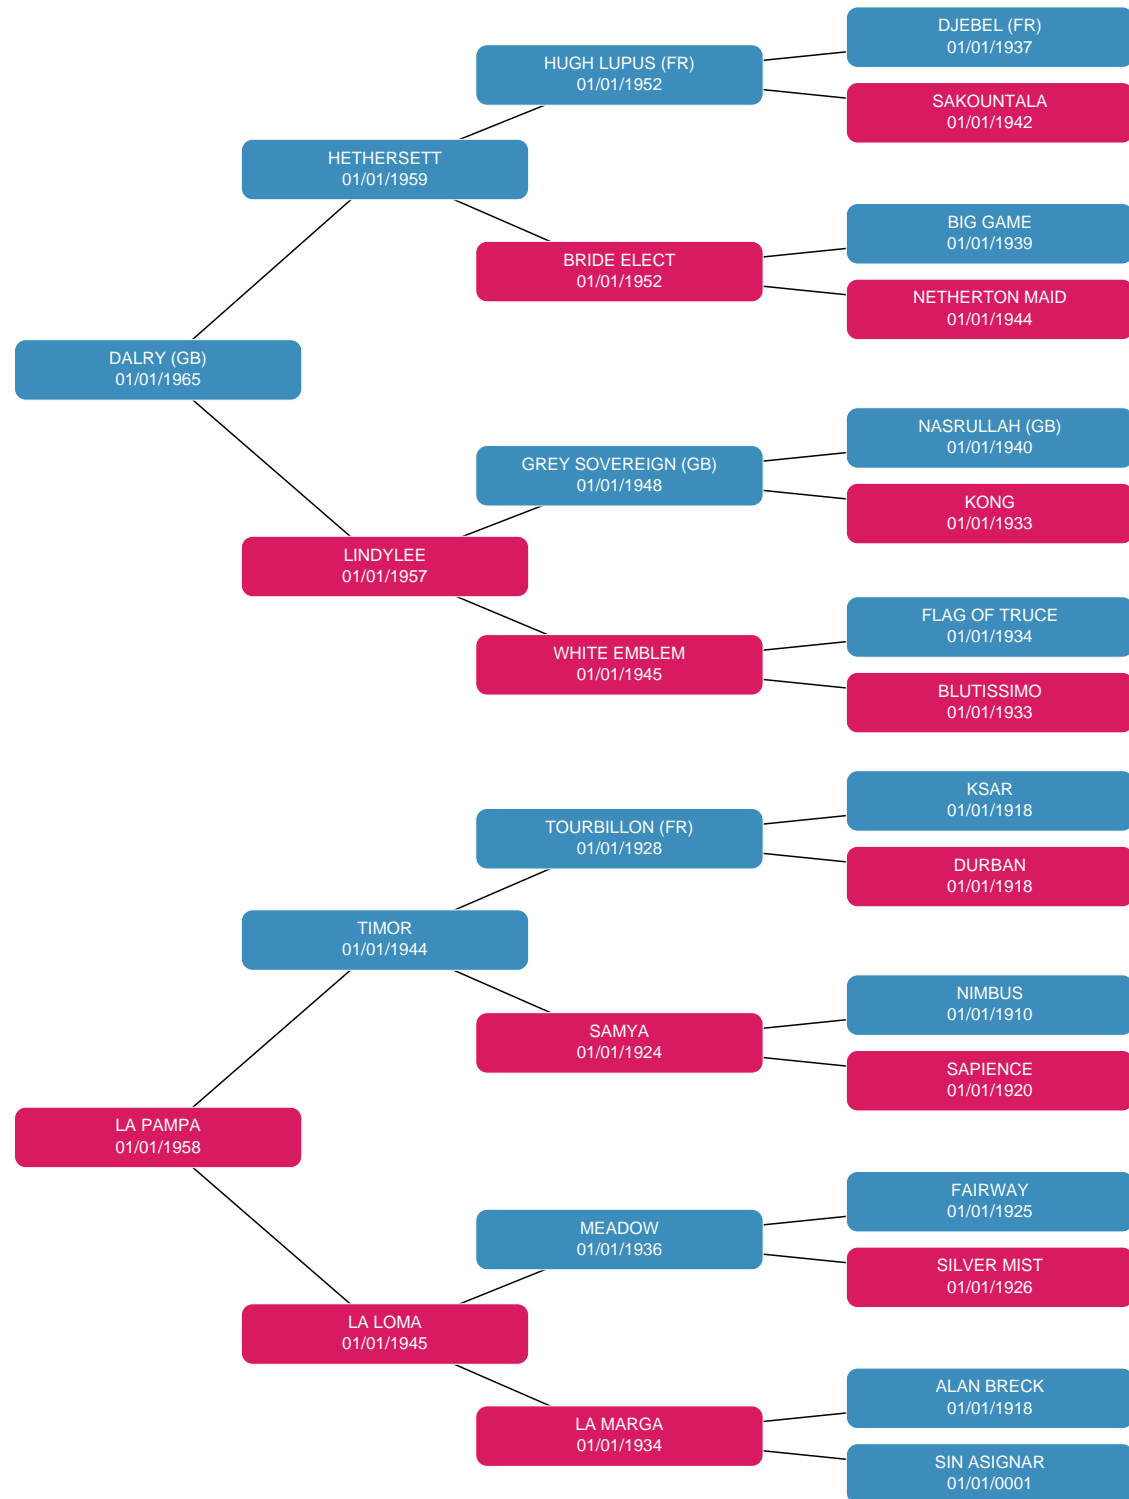 DJEBEL (FR)
01/01/1937
HUGH LUPUS (FR)
01/01/1952
SAKOUNTALA
01/01/1942
HETHERSETT
01/01/1959
BIG GAME
01/01/1939
BRIDE ELECT
01/01/1952
NETHERTON MAID
01/01/1944
DALRY (GB)
01/01/1965
NASRULLAH (GB)
01/01/1940
GREY SOVEREIGN (GB)
01/01/1948
KONG
01/01/1933
LINDYLEE
01/01/1957
FLAG OF TRUCE
01/01/1934
WHITE EMBLEM
01/01/1945
BLUTISSIMO
01/01/1933
KSAR
01/01/1918
TOURBILLON (FR)
01/01/1928
DURBAN
01/01/1918
TIMOR
01/01/1944
NIMBUS
01/01/1910
SAMYA
01/01/1924
SAPIENCE
01/01/1920
LA PAMPA
01/01/1958
FAIRWAY
01/01/1925
MEADOW
01/01/1936
SILVER MIST
01/01/1926
LA LOMA
01/01/1945
ALAN BRECK
01/01/1918
LA MARGA
01/01/1934
SIN ASIGNAR
01/01/0001